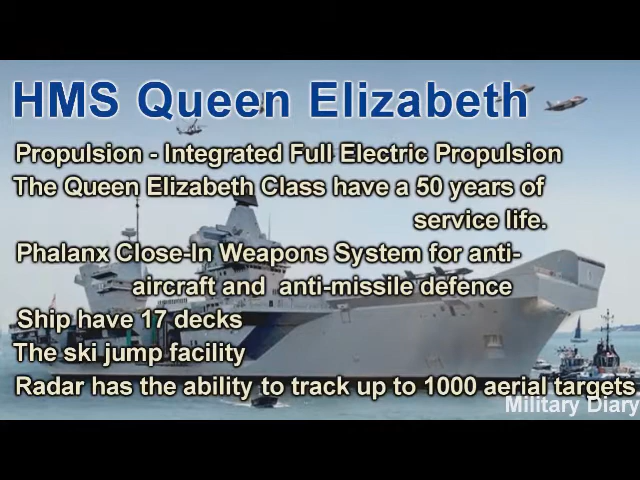 HMS Queen Elizabeth
Propulsion - Integrated Full Electric Propulsion
The Queen Elizabeth Class have a 50 years of
service life.
Phalanx Close-In Weapons System for anti-
aircraft and anti-missile defence
Ship have 17 decks
The ski jump facility
Radar has the ability to track up to 1000 aerial targets
Military Diary